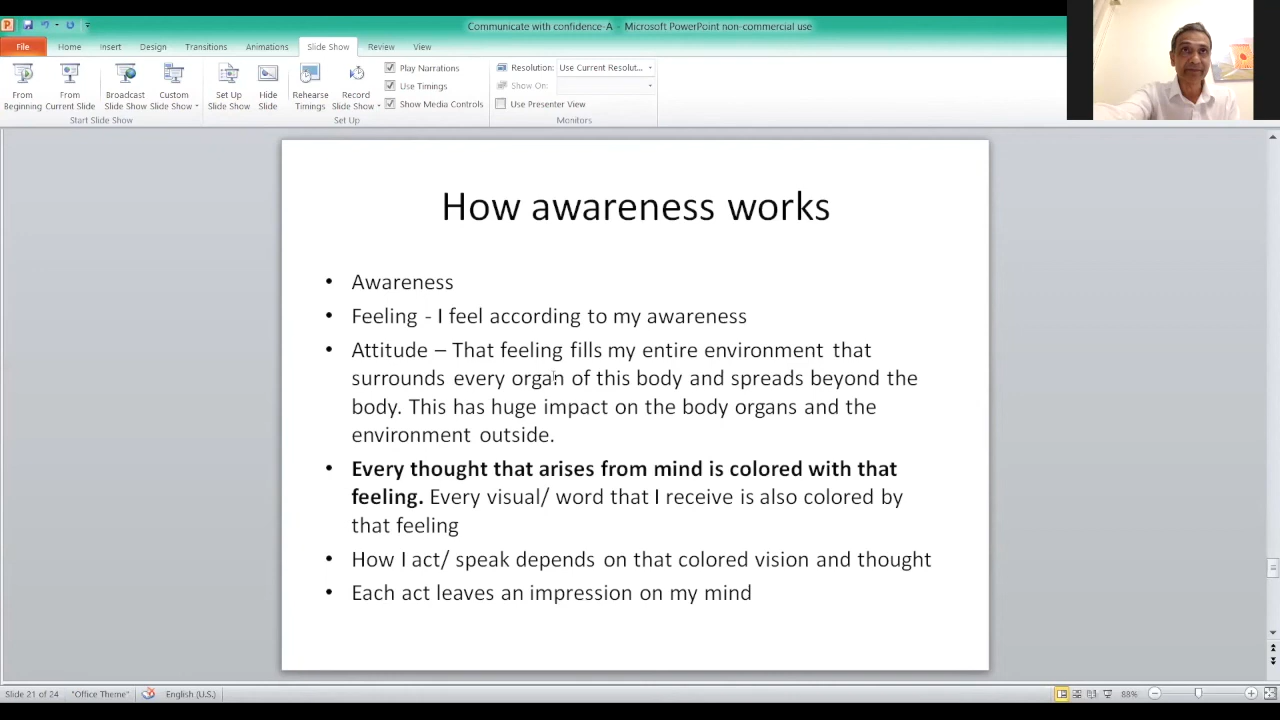 Communicate with confidence-A - Microsoft PowerPoint non-commercial use
File Home Insert Design Transitions Animations Slide Show Review View
From Beginning
From Current Slide
Broadcast Slide Show
Custom Slide Show
Start Slide Show
Set Up Slide Show
Hide Slide
Rehearse Timings
Record Slide Show
Play Narrations
Use Timings
Show Media Controls
Set Up
Resolution: Use Current Resolut...
Show On:
Use Presenter View
Monitors
How awareness works
• Awareness
• Feeling - I feel according to my awareness
• Attitude – That feeling fills my entire environment that
surrounds every organ of this body and spreads beyond the
body. This has huge impact on the body organs and the
environment outside.
• Every thought that arises from mind is colored with that
feeling. Every visual/ word that I receive is also colored by
that feeling
• How I act/ speak depends on that colored vision and thought
• Each act leaves an impression on my mind
Slide 21 of 24 "Office Theme" English (U.S.) 88%